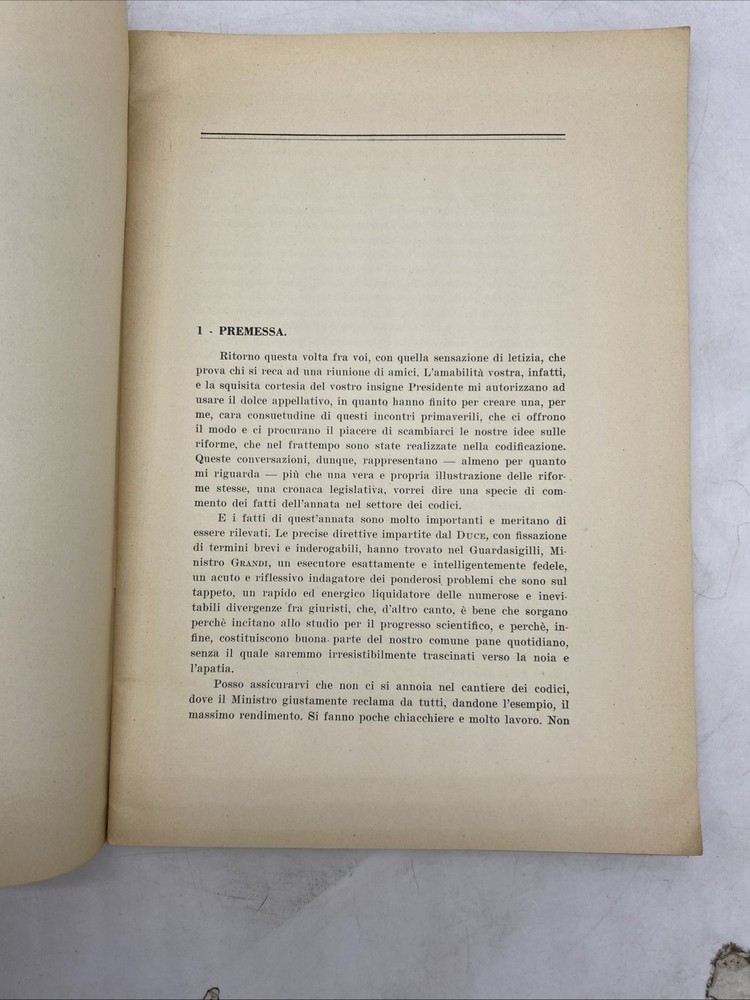 1 - PREMESSA.
Ritorno questa volta fra voi, con quella sensazione di letizia, che
prova chi si reca ad una riunione di amici. L'amabilità vostra, infatti,
e la squisita cortesia del vostro insigne Presidente mi autorizzano ad
usare il dolce appellativo, in quanto hanno finito per creare una, per
me, cara consuetudine di questi incontri primaverili, che ci offrono
il modo e ci procurano il piacere di scambiarci le nostre idee sulle
riforme, che nel frattempo sono state realizzate nella codificazione.
Queste conversazioni, dunque, rappresentano — almeno per quanto
mi riguarda — più che una vera e propria illustrazione delle rifor-
me stesse, una cronaca legislativa, vorrei dire una specie di com-
mento dei fatti dell'annata nel settore dei codici.
E i fatti di quest'annata sono molto importanti e meritano di
essere rilevati. Le precise direttive impartite dal DUCE, con fissazione
di termini brevi e inderogabili, hanno trovato nel Guardasigilli, Mi-
nistro GRANDI, un esecutore esattamente e intelligentemente fedele,
un acuto e riflessivo indagatore dei ponderosi problemi che sono sul
tappeto, un rapido ed energico liquidatore delle numerose e inevi-
tabili divergenze fra giuristi, che, d'altro canto, è bene che sorgano
perchè incitano allo studio per il progresso scientifico, e perchè, in-
fine, costituiscono buona parte del nostro comune pane quotidiano,
senza il quale saremmo irresistibilmente trascinati verso la noia e
l'apatia.
Posso assicurarvi che non ci si annoia nel cantiere dei codici,
dove il Ministro giustamente reclama da tutti, dandone l'esempio, il
massimo rendimento. Si fanno poche chiacchiere e molto lavoro. Non